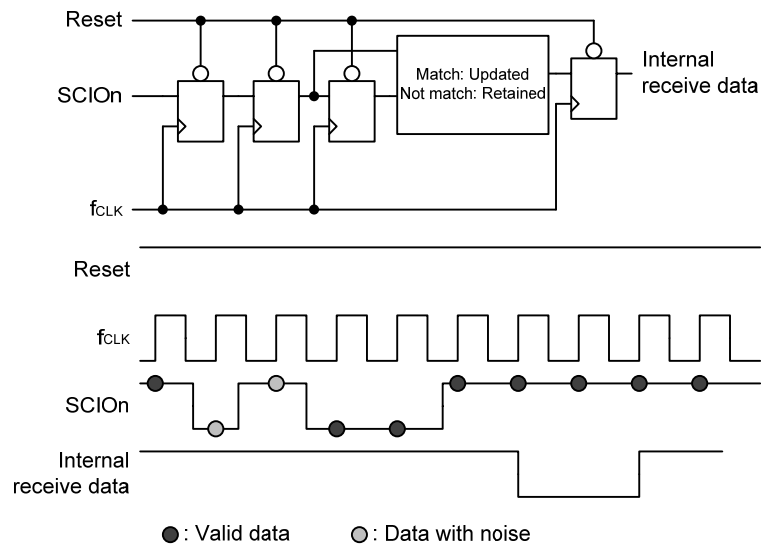 Reset
SCIOn
fCLK
Match: Updated
Not match: Retained
Internal
receive data
Reset
fCLK
SCIOn
Internal
receive data
: Valid data
: Data with noise